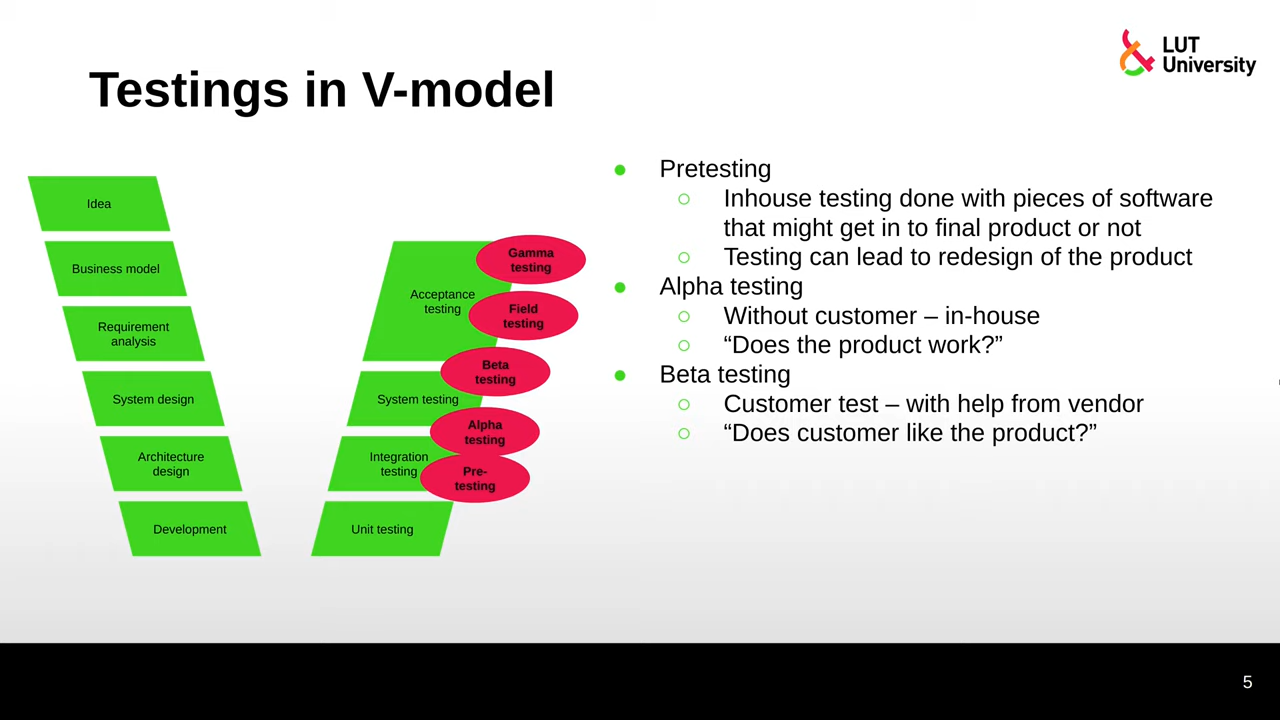 LUT
University
Testings in V-model
Idea
Business model
Requirement
analysis
System design
Architecture
design
Development
Acceptance
testing
System testing
Integration
testing
Unit testing
Gamma
testing
Field
testing
Beta
testing
Alpha
testing
Pre-
testing
● Pretesting
○ Inhouse testing done with pieces of software
that might get in to final product or not
○ Testing can lead to redesign of the product
● Alpha testing
○ Without customer – in-house
○ “Does the product work?”
● Beta testing
○ Customer test – with help from vendor
○ “Does customer like the product?”
5